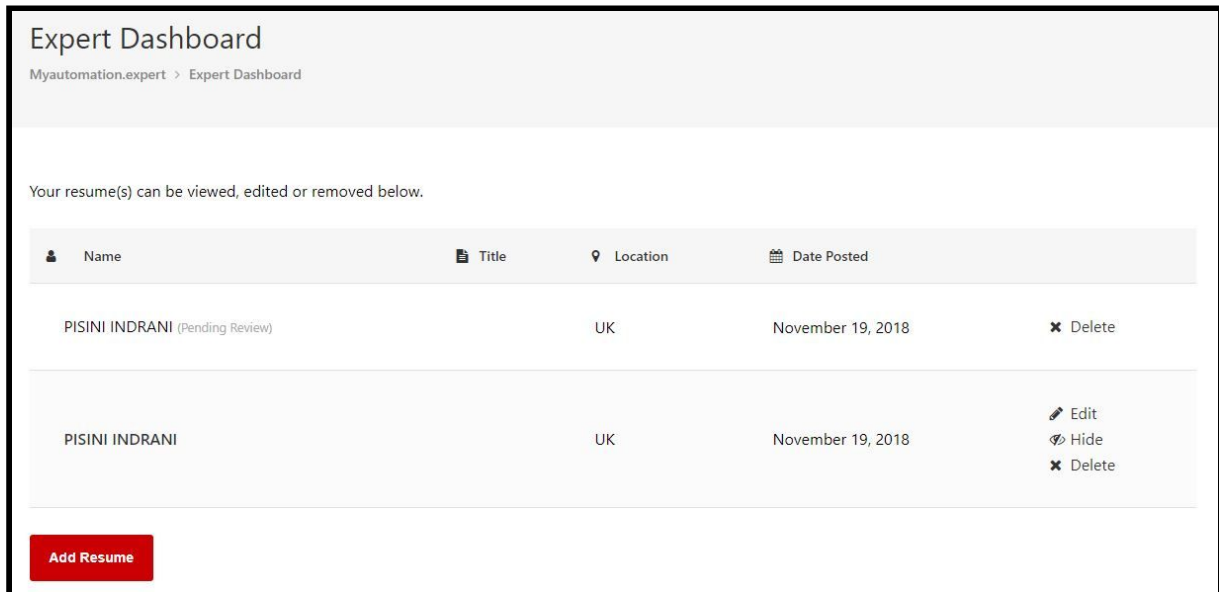 Expert Dashboard
Myautomation.expert > Expert Dashboard
Your resume(s) can be viewed, edited or removed below.
Name Title Location Date Posted
PISINI INDRANI (Pending Review) UK November 19, 2018 Delete
Edit
PISINI INDRANI UK November 19, 2018 Hide
Delete
Add Resume